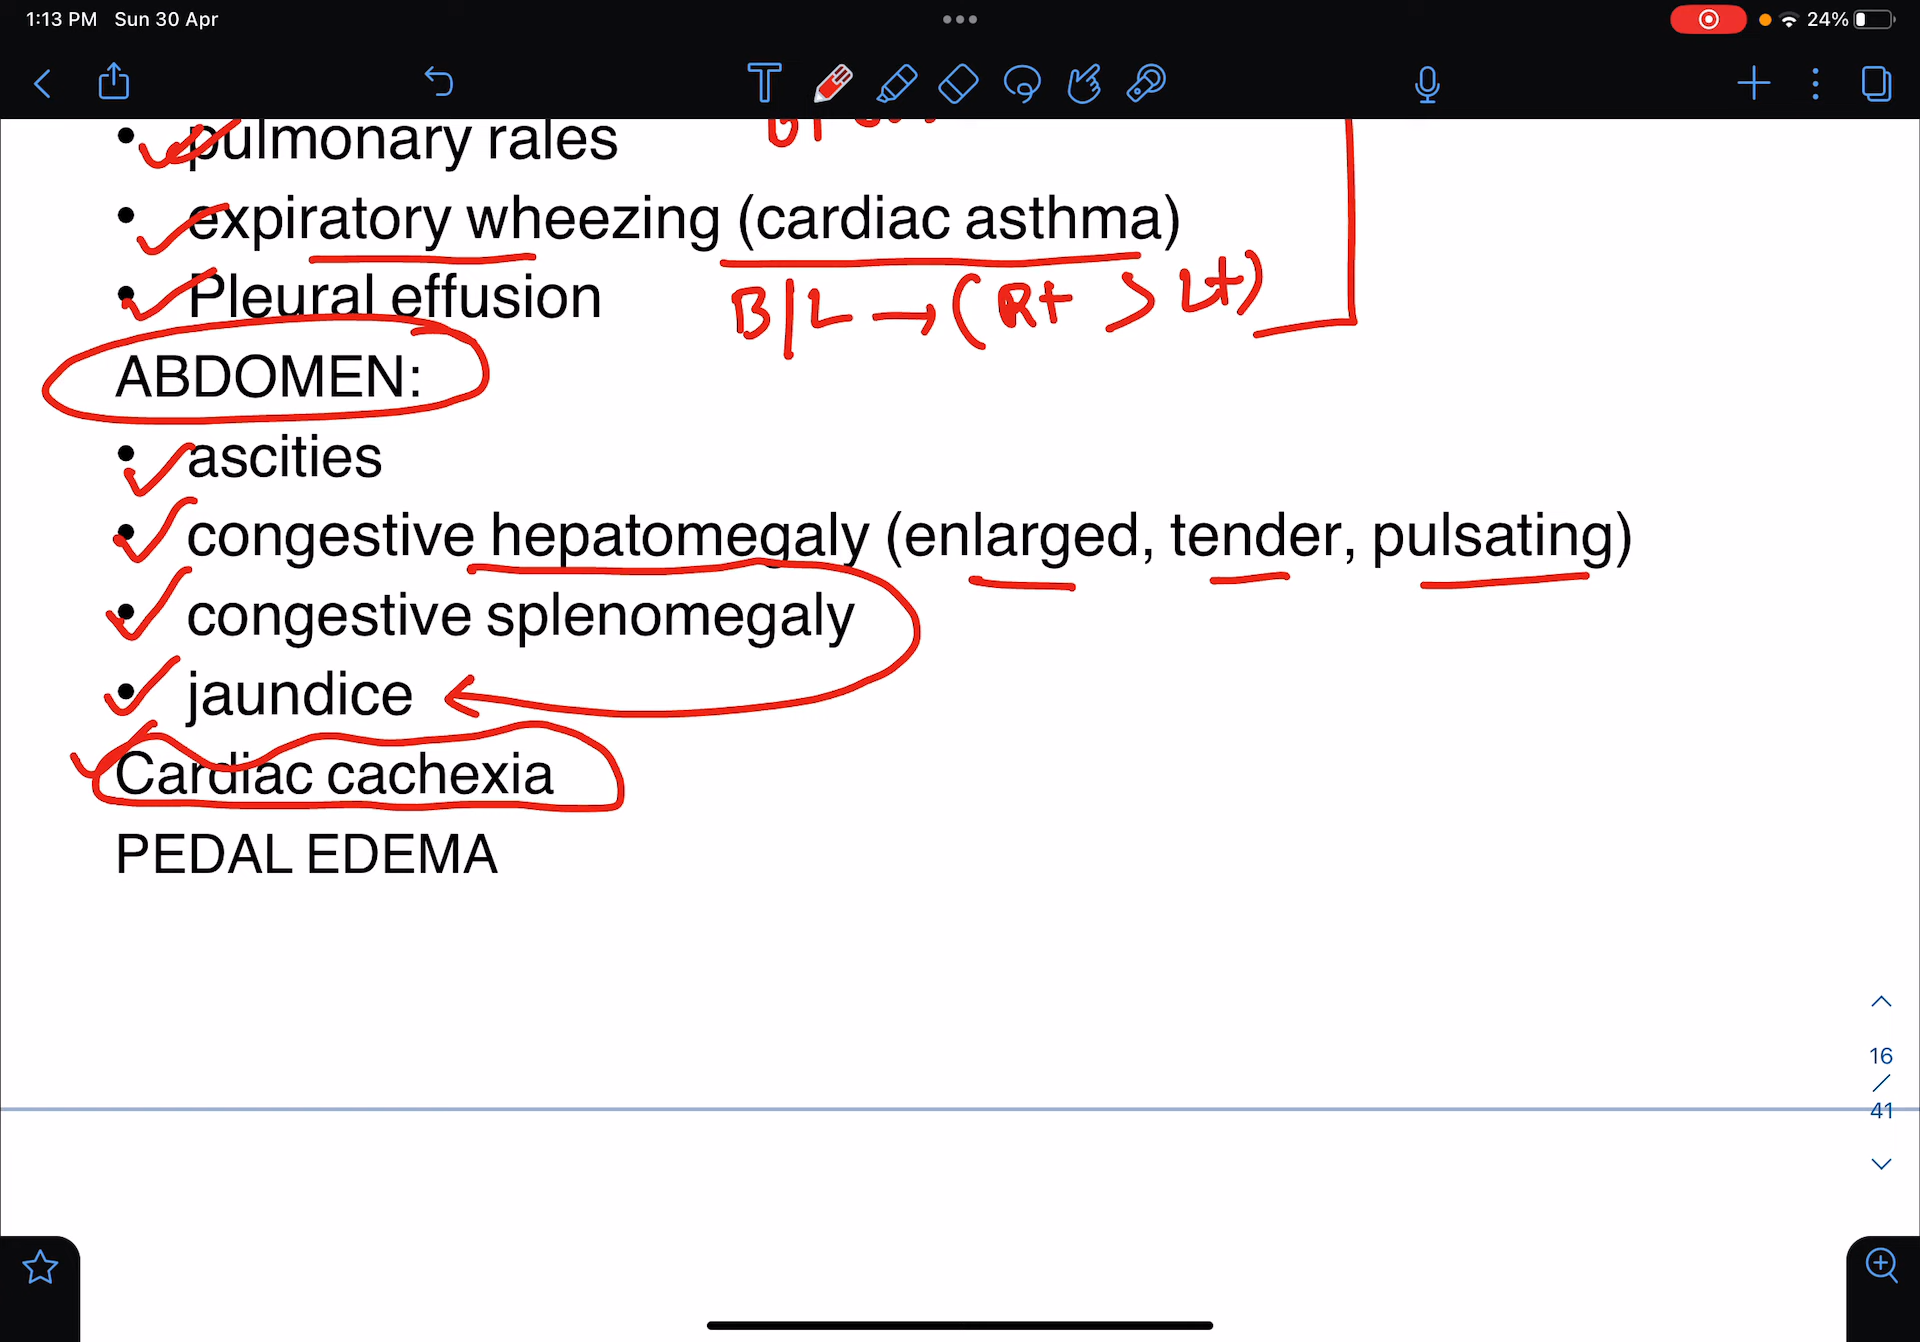 1:13 PM Sun 30 Apr
24%
• pulmonary rales
• expiratory wheezing (cardiac asthma)
• Pleural effusion
B/L → (Rt > Lt)
ABDOMEN:
• ascities
• congestive hepatomegaly (enlarged, tender, pulsating)
• congestive splenomegaly
• jaundice
Cardiac cachexia
PEDAL EDEMA
16
/
41